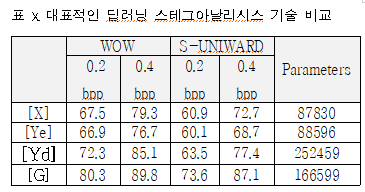 표 x 대표적인 딥러닝 스테그아날리시스 기술 비교
WOW S-UNIWARD Parameters
0.2 bpp 0.4 bpp 0.2 bpp 0.4 bpp
[X] 67.5 79.3 60.9 72.7 87830
[Ye] 66.9 76.7 60.1 68.7 88596
[Yd] 72.3 85.1 63.5 77.4 252459
[G] 80.3 89.8 73.6 87.1 166599